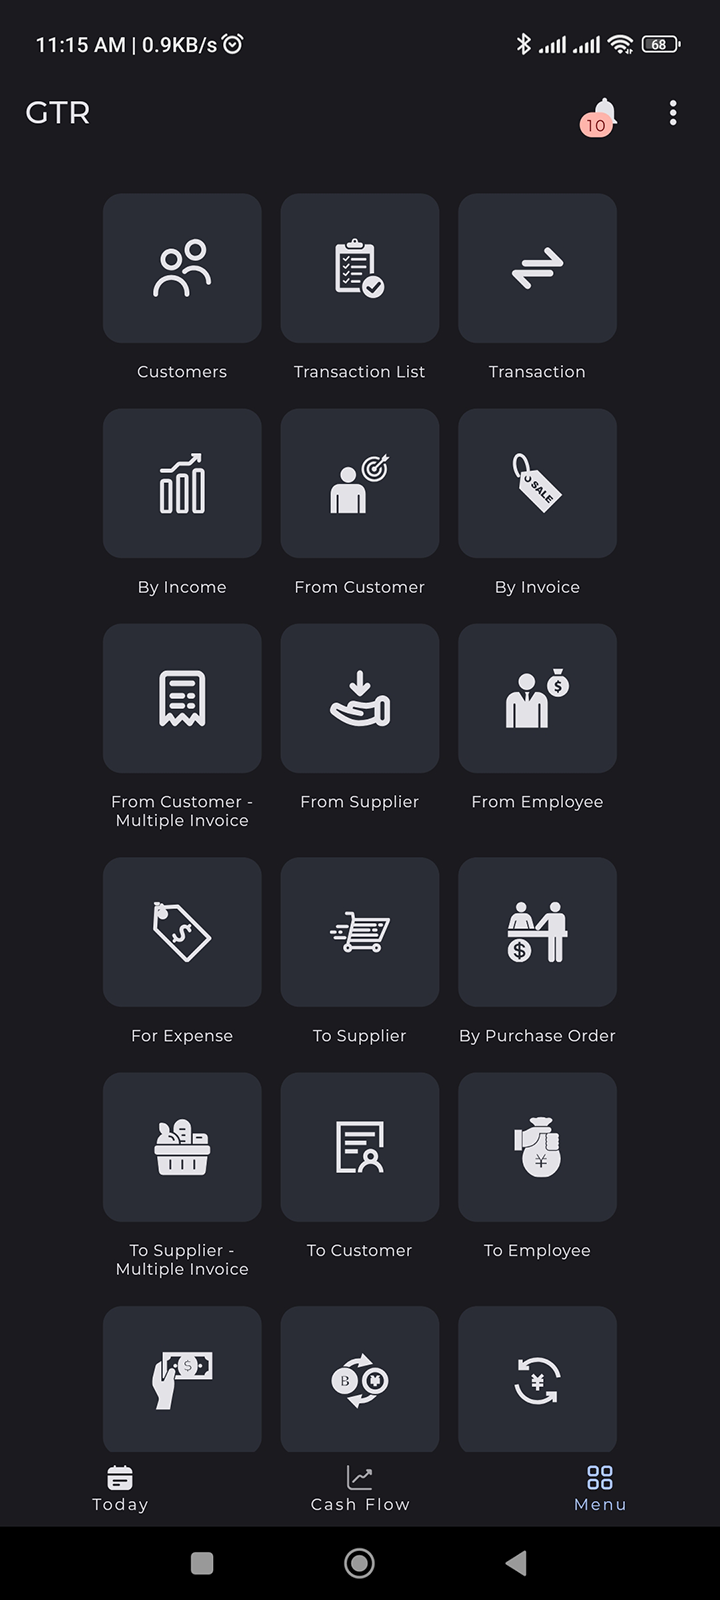 11:15 AM | 0.9KB/s
68
GTR
10
Customers
Transaction List
Transaction
SALE
By Income
From Customer
By Invoice
$
From Customer -
Multiple Invoice
From Supplier
From Employee
$
$
For Expense
To Supplier
By Purchase Order
¥
To Supplier -
Multiple Invoice
To Customer
To Employee
$
B
¥
¥
Today
Cash Flow
Menu